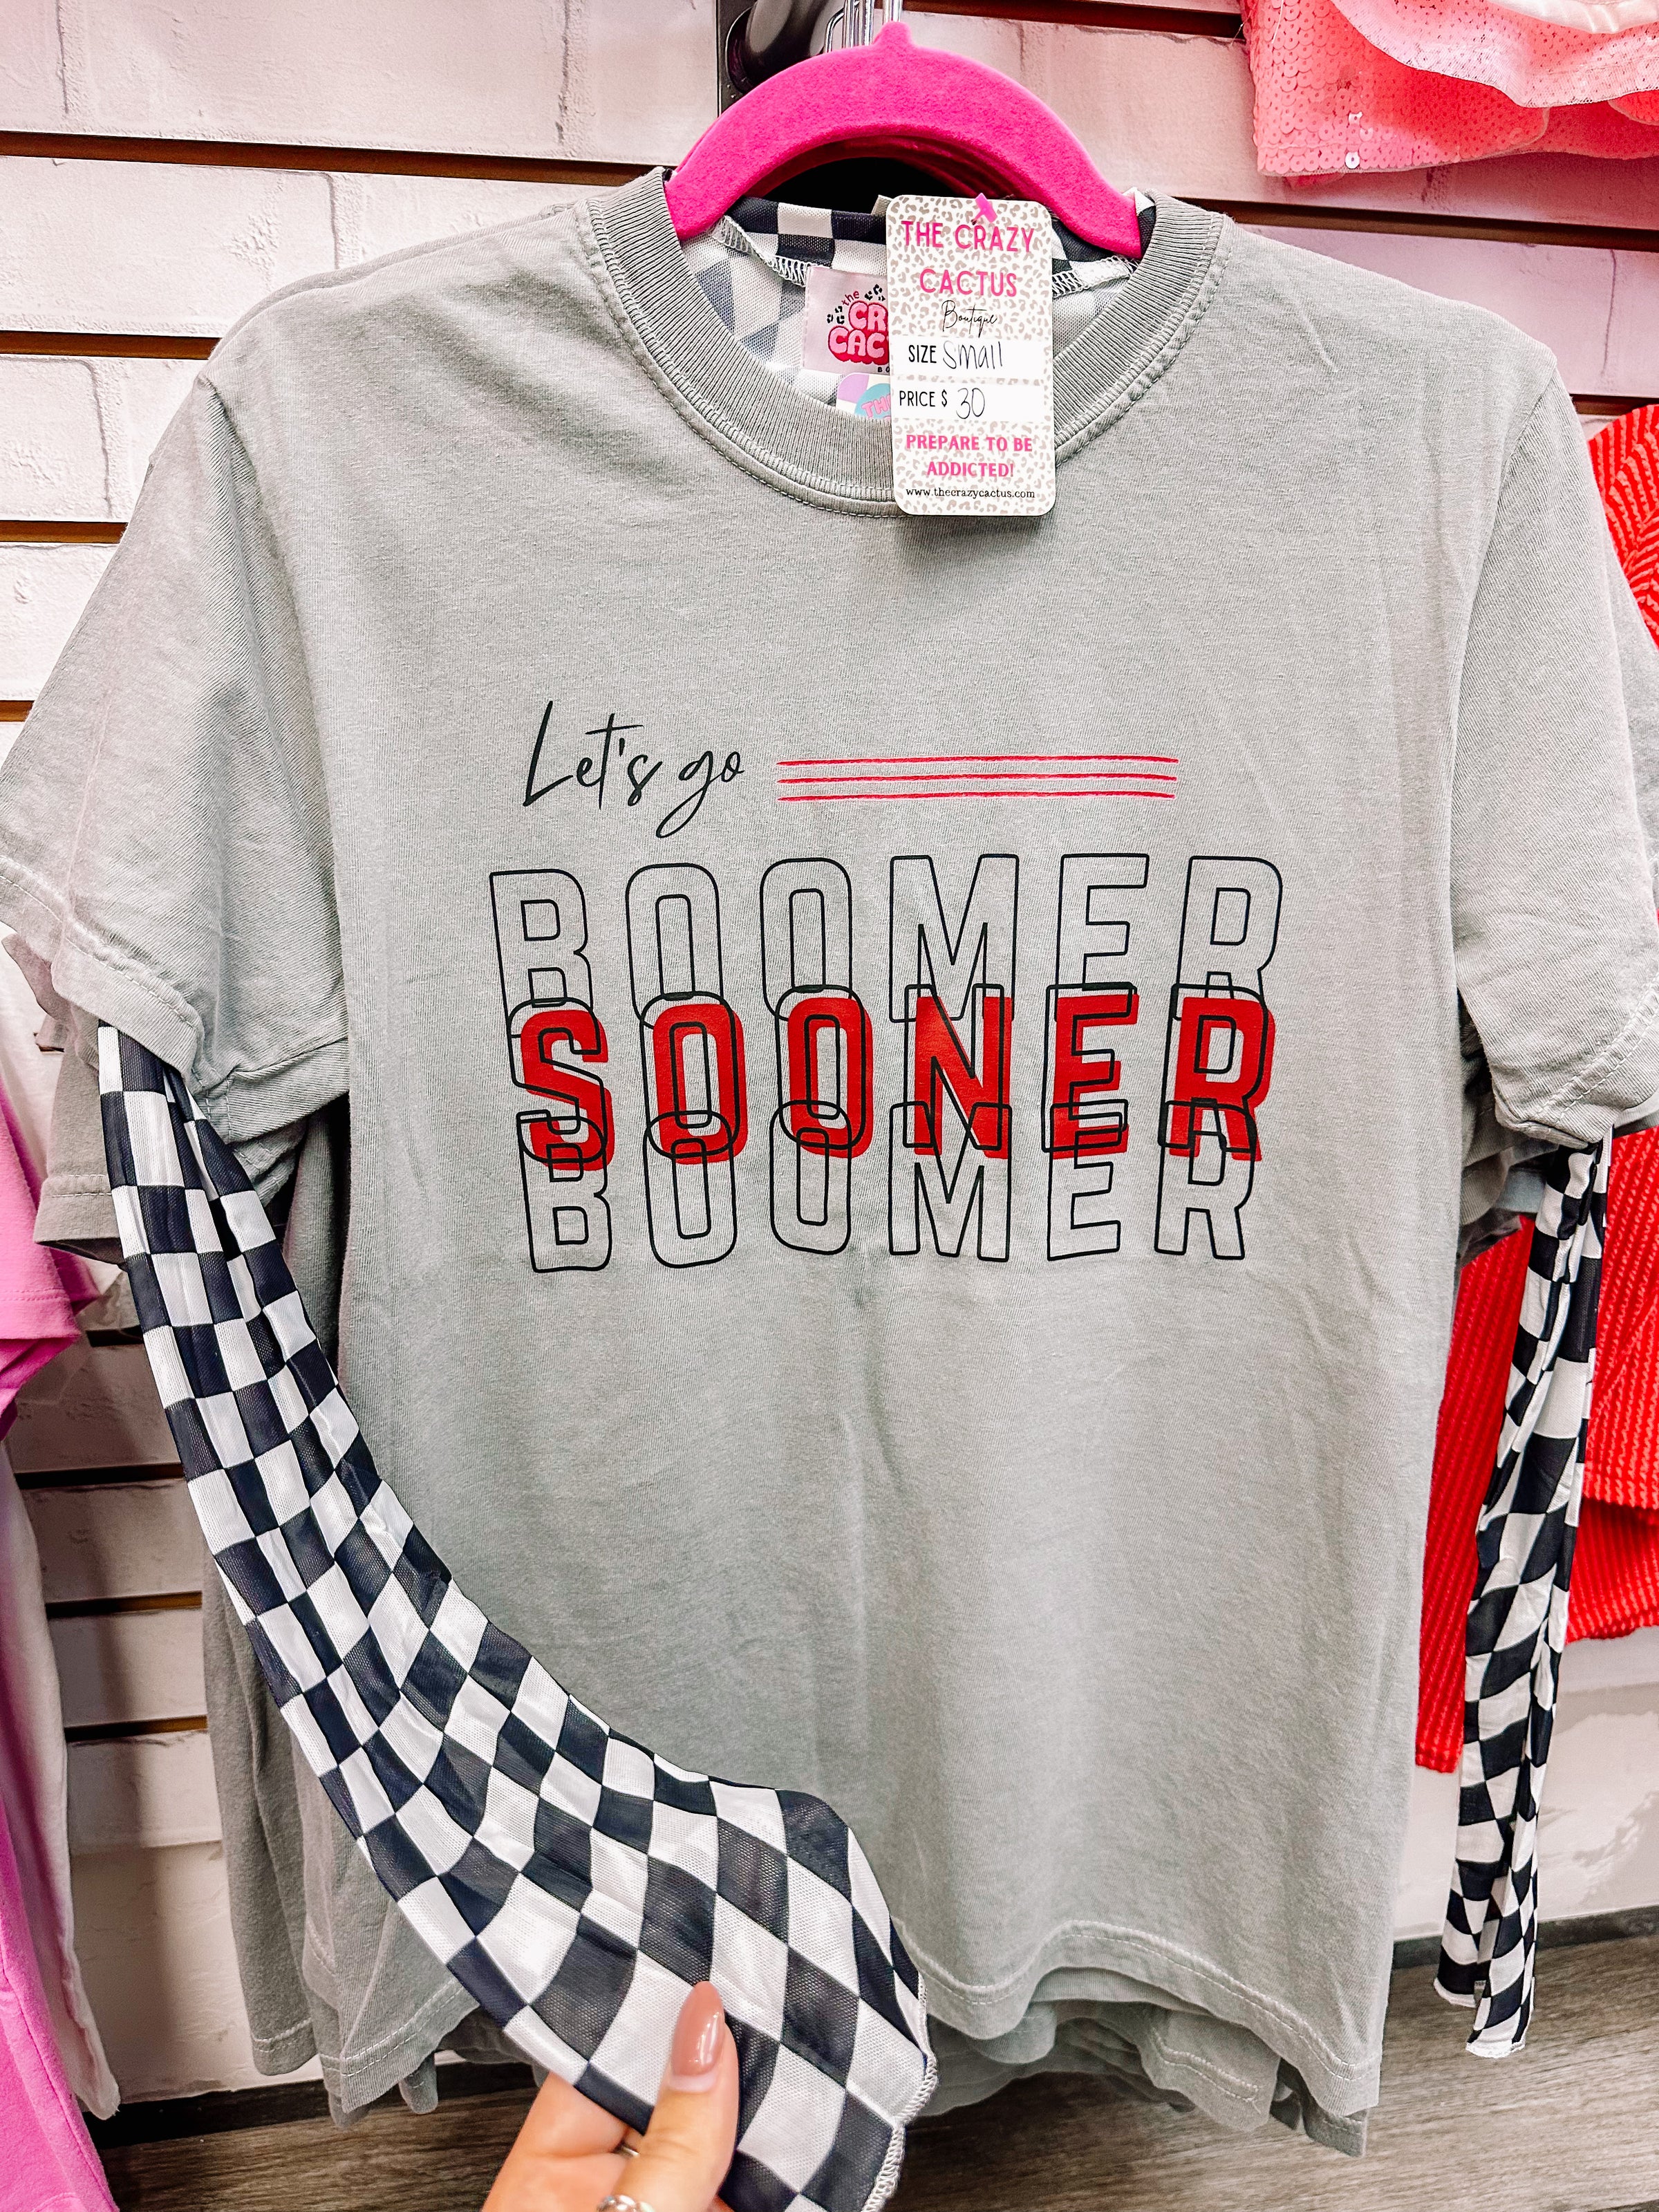 THE CRAZY
CACTUS
Boutique
SIZE Small
PRICE $ 30
PREPARE TO BE
ADDICTED!
www.thecrazycactus.com
the
Let's go
BOOMER
SOONER
BOOMER